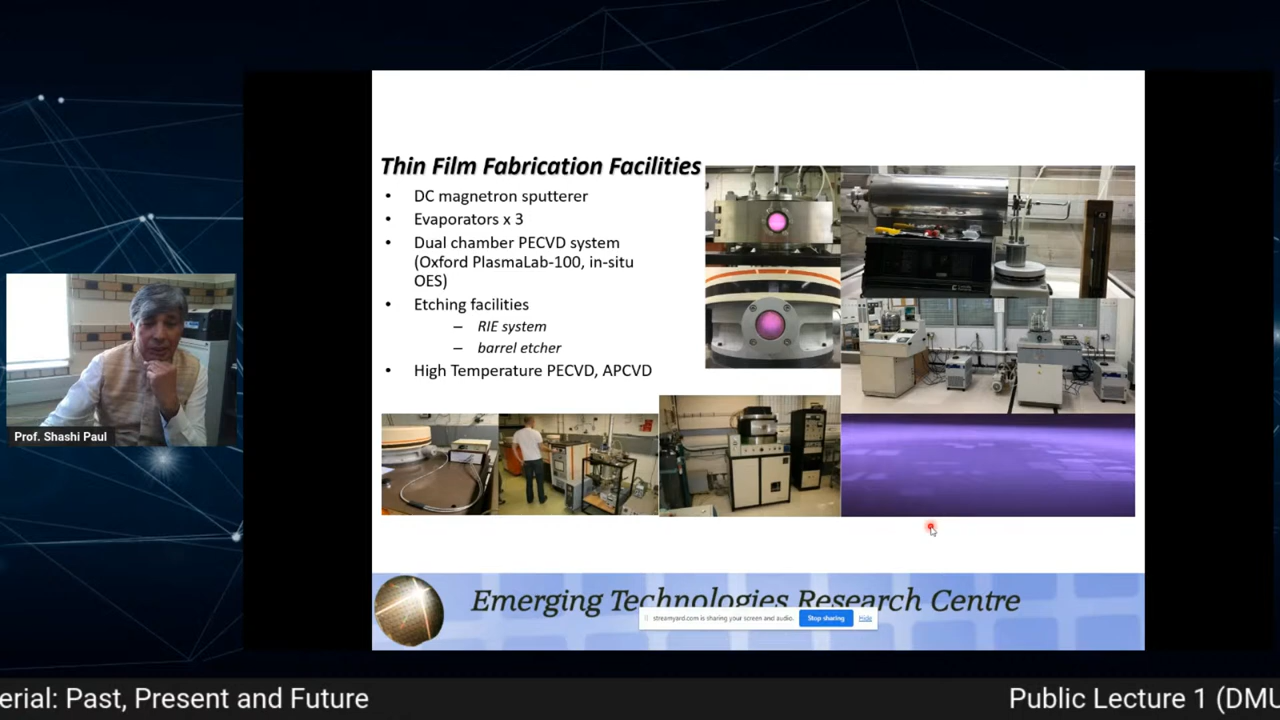 Thin Film Fabrication Facilities
• DC magnetron sputterer
• Evaporators x 3
• Dual chamber PECVD system
(Oxford PlasmaLab-100, in-situ
OES)
• Etching facilities
– RIE system
– barrel etcher
• High Temperature PECVD, APCVD
Prof. Shashi Paul
Emerging Technologies Research Centre
streamyard.com is sharing your screen and audio.
Stop sharing
Hide
erial: Past, Present and Future
Public Lecture 1 (DMU